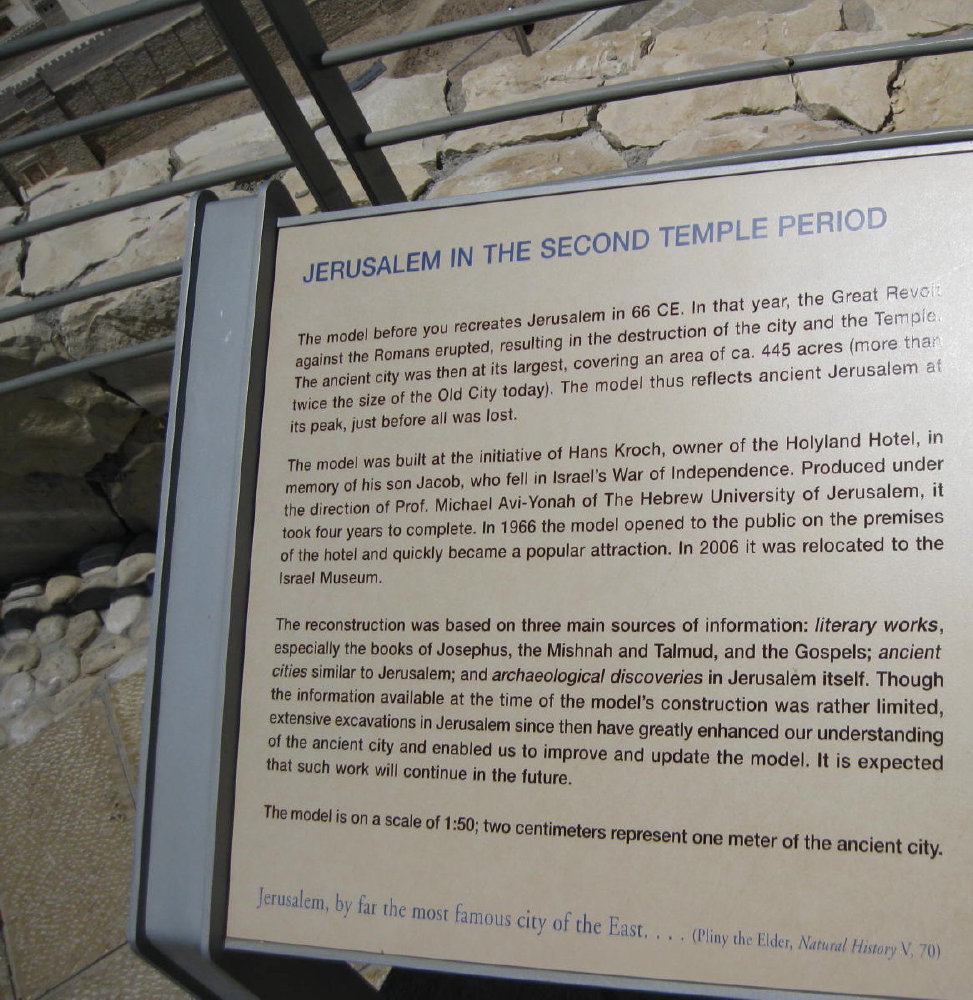 JERUSALEM IN THE SECOND TEMPLE PERIOD
The model before you recreates Jerusalem in 66 CE. In that year, the Great Revolt
against the Romans erupted, resulting in the destruction of the city and the Temple.
The ancient city was then at its largest, covering an area of ca. 445 acres (more than
twice the size of the Old City today). The model thus reflects ancient Jerusalem at
its peak, just before all was lost.
The model was built at the initiative of Hans Kroch, owner of the Holyland Hotel, in
memory of his son Jacob, who fell in Israel's War of Independence. Produced under
the direction of Prof. Michael Avi-Yonah of The Hebrew University of Jerusalem, it
took four years to complete. In 1966 the model opened to the public on the premises
of the hotel and quickly became a popular attraction. In 2006 it was relocated to the
Israel Museum.
The reconstruction was based on three main sources of information: literary works,
especially the books of Josephus, the Mishnah and Talmud, and the Gospels; ancient
cities similar to Jerusalem; and archaeological discoveries in Jerusalem itself. Though
the information available at the time of the model's construction was rather limited,
extensive excavations in Jerusalem since then have greatly enhanced our understanding
of the ancient city and enabled us to improve and update the model. It is expected
that such work will continue in the future.
The model is on a scale of 1:50; two centimeters represent one meter of the ancient city.
Jerusalem, by far the most famous city of the East. . . . (Pliny the Elder, Natural History V, 70)